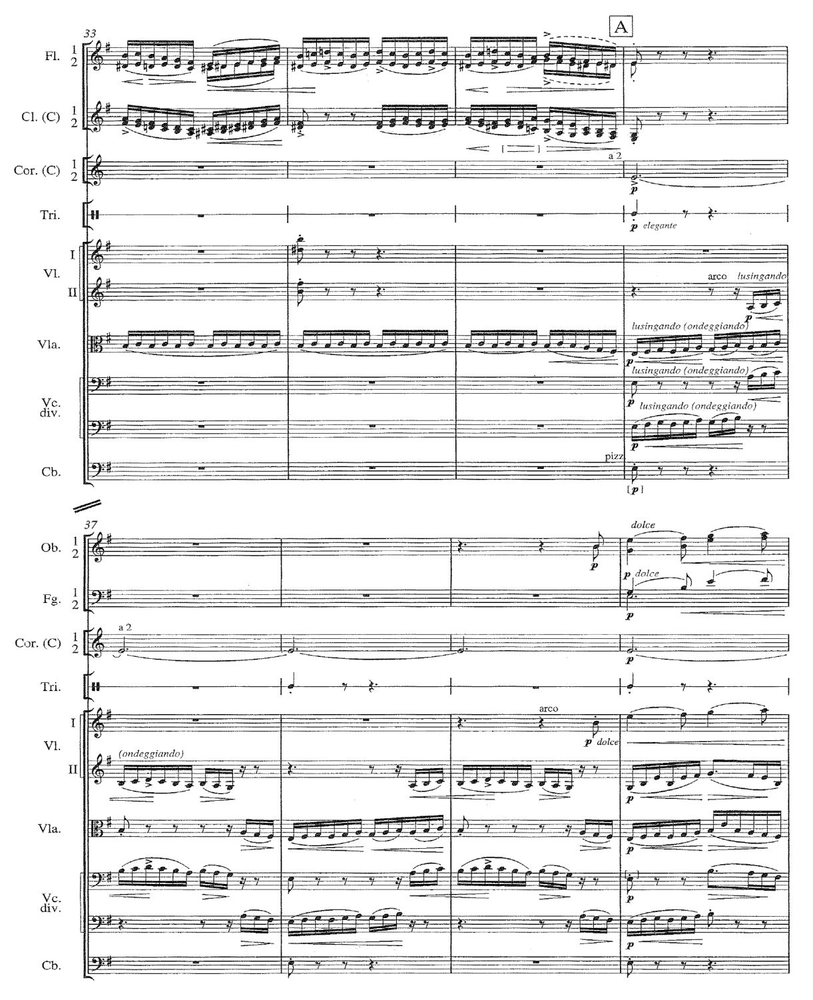 A
33
Fl. 1 2
Cl. (C) 1 2
[ ]
a 2
Cor. (C) 1 2
p
Tri.
p elegante
I
Vl.
arco lusingando
II
p
lusingando (ondeggiando)
Vla.
p
lusingando (ondeggiando)
p
Vc.
div.
lusingando (ondeggiando)
p
pizz
Cb.
[p]
37
dolce
Ob. 1 2
p
p dolce
Fg. 1 2
p
a 2
Cor. (C) 1 2
p
Tri.
arco
I
p dolce
Vl.
(ondeggiando)
II
p
Vla.
p
[ ]
p
Vc.
div.
p
Cb.